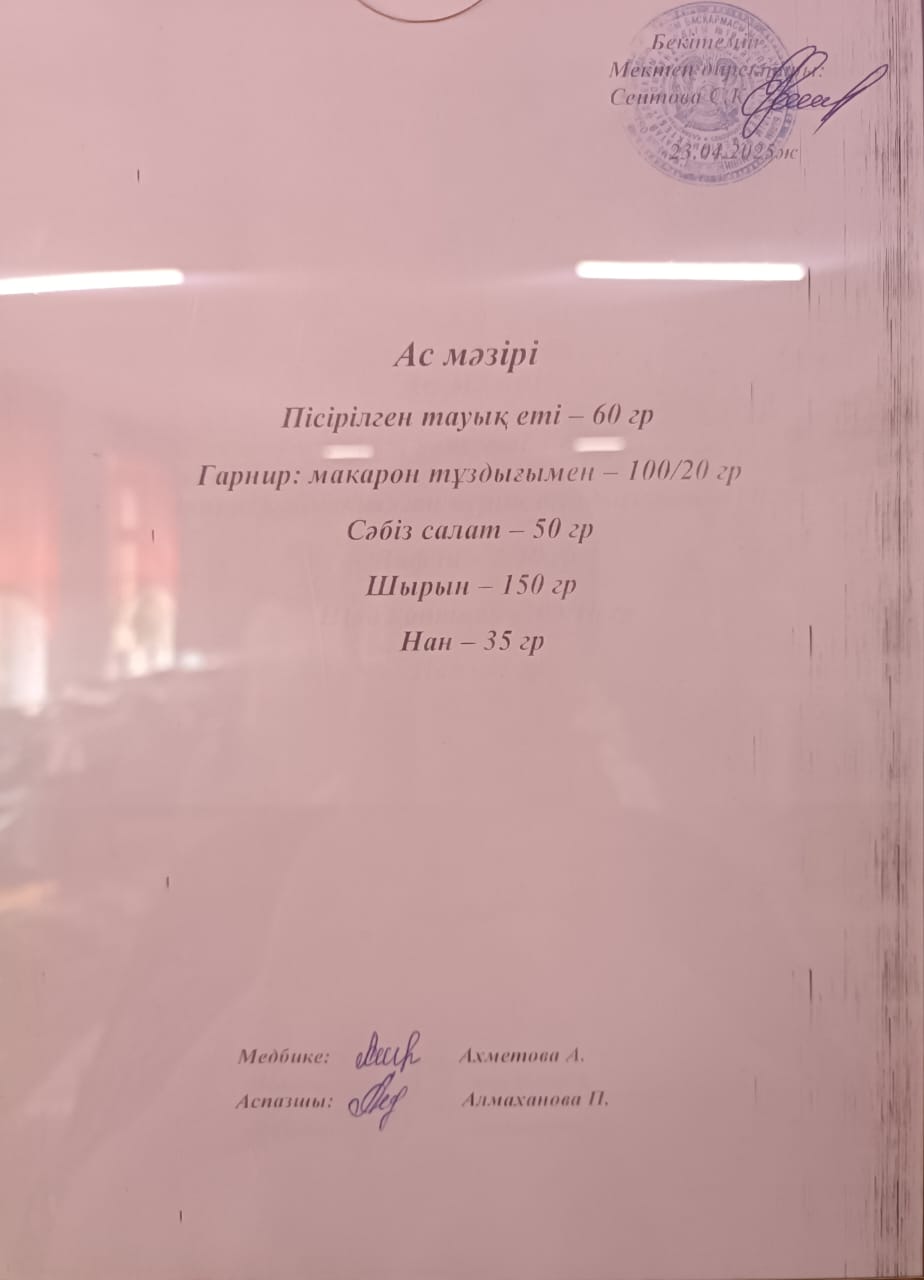 Бекітемін
Мектеп директоры:
Сеитова С.К
23.04.2025ж
Ас мәзірі
Пісірілген тауық еті – 60 гр
Гарнир: макарон тұздығымен – 100/20 гр
Сәбіз салат – 50 гр
Шырын – 150 гр
Нан – 35 гр
Медбике: Ахметова А.
Аспазшы: Алмаханова П.